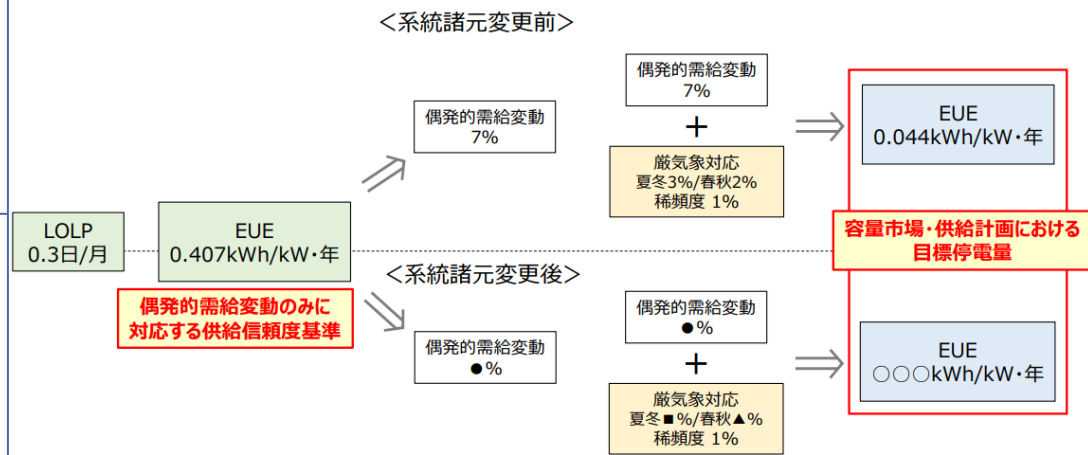 ＜系統諸元変更前＞
偶発的需給変動
7%
偶発的需給変動
7%
＋
厳気象対応
夏冬3%/春秋2%
稀頻度 1%
EUE
0.044kWh/kW･年
LOLP
0.3日/月
EUE
0.407kWh/kW･年
偶発的需給変動のみに
対応する供給信頼度基準
容量市場・供給計画における
目標停電量
＜系統諸元変更後＞
偶発的需給変動
●%
偶発的需給変動
●%
＋
厳気象対応
夏冬■%/春秋▲%
稀頻度 1%
EUE
○○○kWh/kW･年